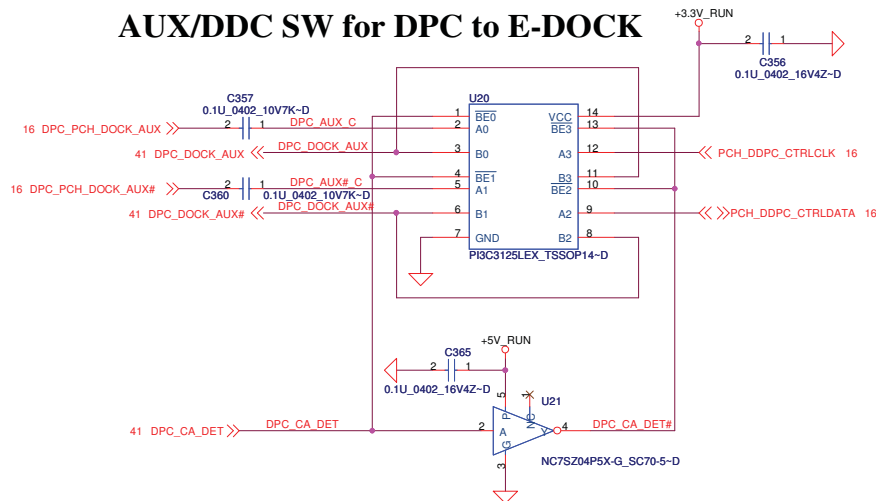 AUX/DDC SW for DPC to E-DOCK
+3.3V_RUN
2 1
C356
0.1U_0402_16V4Z~D
C357
0.1U_0402_10V7K~D
U20
16 DPC_PCH_DOCK_AUX 2 1 DPC_AUX_C
41 DPC_DOCK_AUX DPC_DOCK_AUX
16 DPC_PCH_DOCK_AUX# 2 1 DPC_AUX#_C
C360 0.1U_0402_10V7K~D
41 DPC_DOCK_AUX# DPC_DOCK_AUX#
1 BE0 VCC 14
2 A0 BE3 13
3 B0 A3 12
4 BE1 B3 11
5 A1 BE2 10
6 B1 A2 9
7 GND B2 8
PI3C3125LEX_TSSOP14~D
PCH_DDPC_CTRLCLK 16
PCH_DDPC_CTRLDATA 16
+5V_RUN
C365
2 1
0.1U_0402_16V4Z~D
U21
5 P 1 NC
41 DPC_CA_DET DPC_CA_DET 2 A Y 4 DPC_CA_DET#
G 3
NC7SZ04P5X-G_SC70-5~D